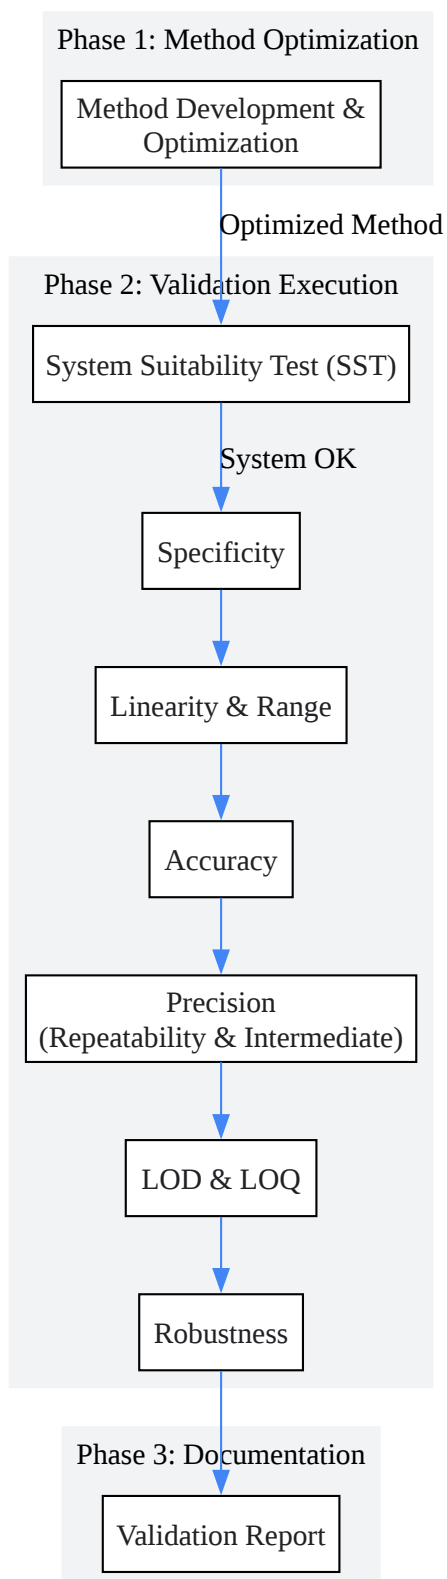 Phase 1: Method Optimization
Method Development &
Optimization
Optimized Method
Phase 2: Validation Execution
System Suitability Test (SST)
System OK
Specificity
Linearity & Range
Accuracy
Precision
(Repeatability & Intermediate)
LOD & LOQ
Robustness
Phase 3: Documentation
Validation Report